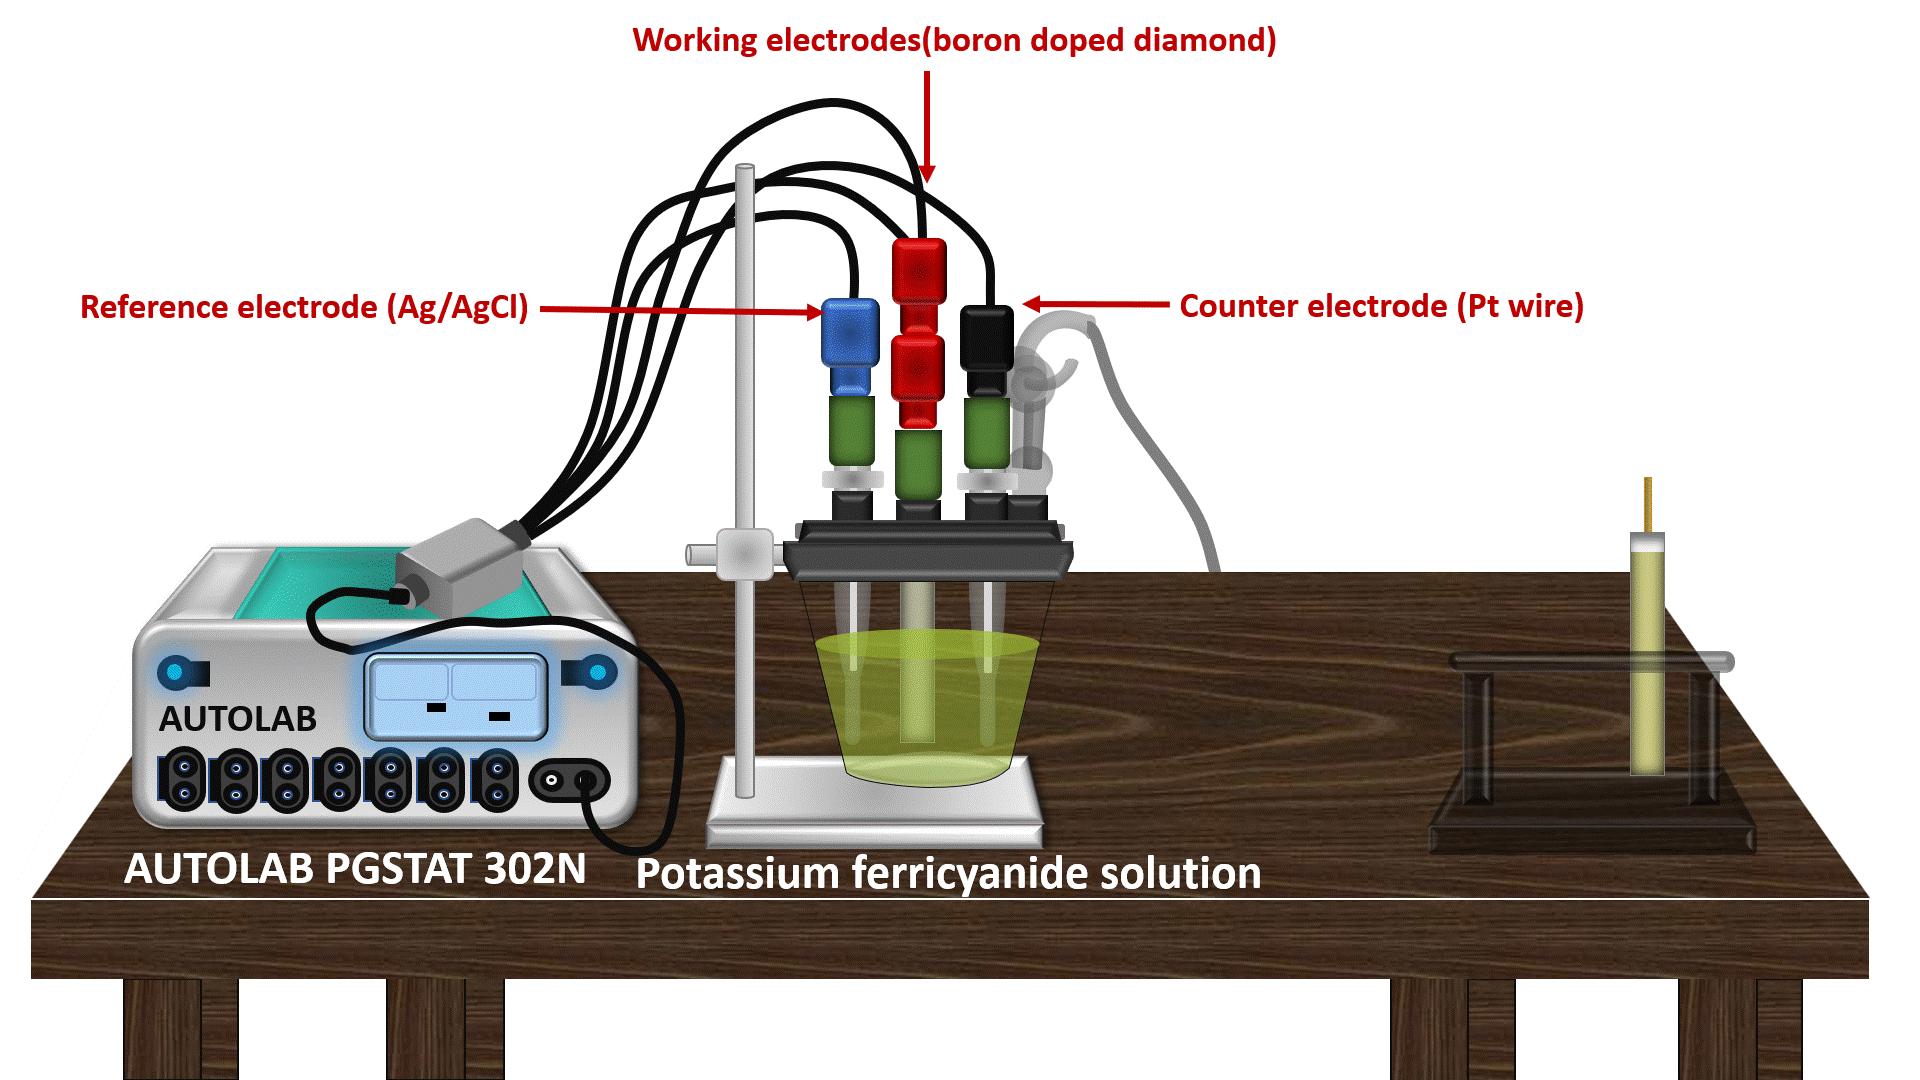 Working electrodes(boron doped diamond)
Reference electrode (Ag/AgCl)
Counter electrode (Pt wire)
AUTOLAB
AUTOLAB PGSTAT 302N
Potassium ferricyanide solution